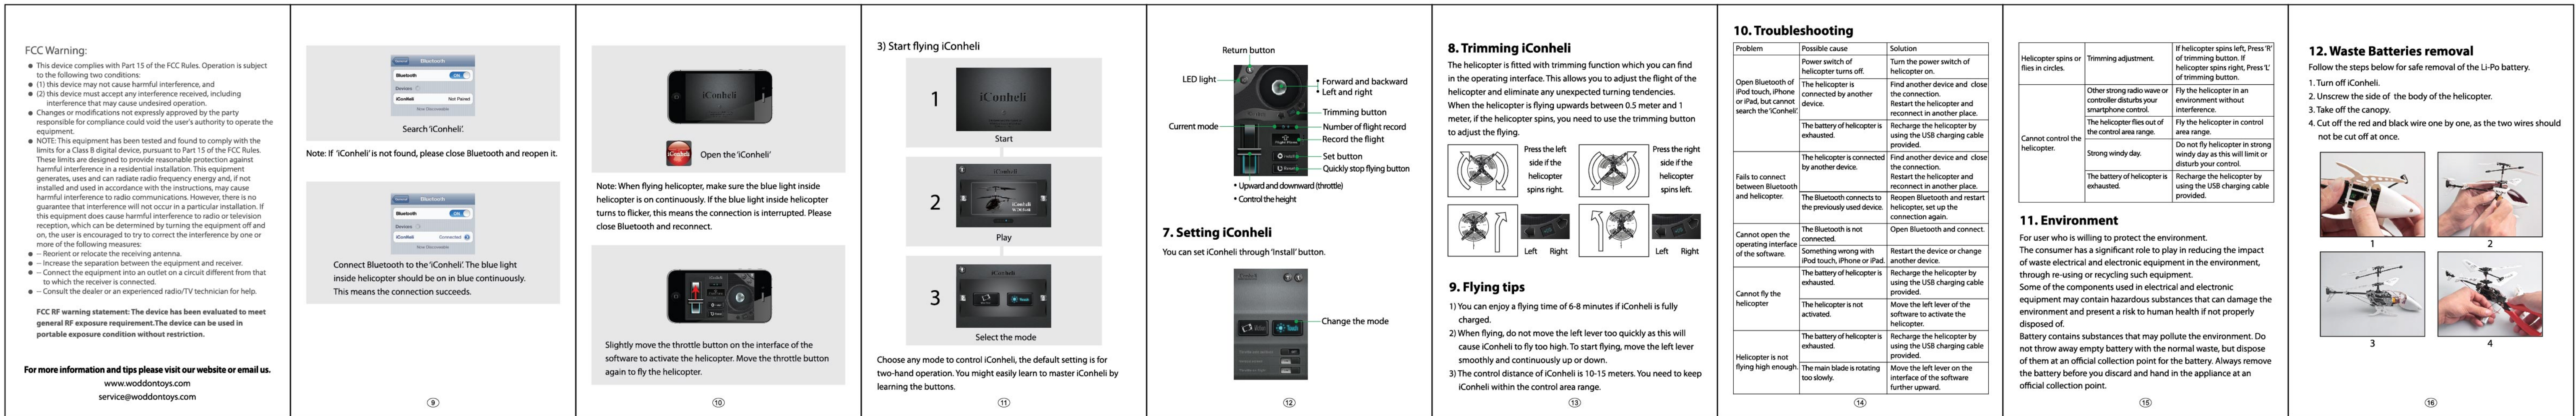 FCC Warning:
● This device complies with Part 15 of the FCC Rules. Operation is subject
to the following two conditions:
● (1) this device may not cause harmful interference, and
● (2) this device must accept any interference received, including
interference that may cause undesired operation.
● Changes or modifications not expressly approved by the party
responsible for compliance could void the user's authority to operate the
equipment.
● NOTE: This equipment has been tested and found to comply with the
limits for a Class B digital device, pursuant to Part 15 of the FCC Rules.
These limits are designed to provide reasonable protection against
harmful interference in a residential installation. This equipment
generates, uses and can radiate radio frequency energy and, if not
installed and used in accordance with the instructions, may cause
harmful interference to radio communications. However, there is no
guarantee that interference will not occur in a particular installation. If
this equipment does cause harmful interference to radio or television
reception, which can be determined by turning the equipment off and
on, the user is encouraged to try to correct the interference by one or
more of the following measures:
● -- Reorient or relocate the receiving antenna.
● -- Increase the separation between the equipment and receiver.
● -- Connect the equipment into an outlet on a circuit different from that
to which the receiver is connected.
● -- Consult the dealer or an experienced radio/TV technician for help.
FCC RF warning statement: The device has been evaluated to meet
general RF exposure requirement.The device can be used in
portable exposure condition without restriction.
For more information and tips please visit our website or email us.
www.woddontoys.com
service@woddontoys.com
General Bluetooth
Bluetooth ON
Devices
iConheli Not Paired
Now Discoverable
Search 'iConheli'.
Note: If 'iConheli' is not found, please close Bluetooth and reopen it.
General Bluetooth
Bluetooth ON
Devices
iConheli Connected
Now Discoverable
Connect Bluetooth to the 'iConheli'. The blue light
inside helicopter should be on in blue continuously.
This means the connection succeeds.
9
iConheli
iConheli
Open the 'iConheli'
Note: When flying helicopter, make sure the blue light inside
helicopter is on continuously. If the blue light inside helicopter
turns to flicker, this means the connection is interrupted. Please
close Bluetooth and reconnect.
Slightly move the throttle button on the interface of the
software to activate the helicopter. Move the throttle button
again to fly the helicopter.
10
3) Start flying iConheli
1
iConheli
Start
2
iConheli
iConheli
Play
3
iConheli
Touch
Select the mode
Choose any mode to control iConheli, the default setting is for
two-hand operation. You might easily learn to master iConheli by
learning the buttons.
11
Return button
LED light
• Forward and backward
• Left and right
Trimming button
Current mode
Number of flight record
Record the flight
Set button
Quickly stop flying button
• Upward and downward (throttle)
• Control the height
7. Setting iConheli
You can set iConheli through 'Install' button.
Touch
Change the mode
12
8. Trimming iConheli
The helicopter is fitted with trimming function which you can find
in the operating interface. This allows you to adjust the flight of the
helicopter and eliminate any unexpected turning tendencies.
When the helicopter is flying upwards between 0.5 meter and 1
meter, if the helicopter spins, you need to use the trimming button
to adjust the flying.
Press the left
side if the
helicopter
spins right.
Press the right
side if the
helicopter
spins left.
Left Right
Left Right
9. Flying tips
1) You can enjoy a flying time of 6-8 minutes if iConheli is fully
charged.
2) When flying, do not move the left lever too quickly as this will
cause iConheli to fly too high. To start flying, move the left lever
smoothly and continuously up or down.
3) The control distance of iConheli is 10-15 meters. You need to keep
iConheli within the control area range.
13
10. Troubleshooting
Problem Possible cause Solution
Open Bluetooth of
iPod touch, iPhone
or iPad, but cannot
search the 'iConheli'.
Power switch of
helicopter turns off.
Turn the power switch of
helicopter on.
The helicopter is
connected by another
device.
Find another device and close
the connection.
Restart the helicopter and
reconnect in another place.
The battery of helicopter is
exhausted.
Recharge the helicopter by
using the USB charging cable
provided.
Fails to connect
between Bluetooth
and helicopter.
The helicopter is connected
by another device.
Find another device and close
the connection.
Restart the helicopter and
reconnect in another place.
The Bluetooth connects to
the previously used device.
Reopen Bluetooth and restart
helicopter, set up the
connection again.
Cannot open the
operating interface
of the software.
The Bluetooth is not
connected.
Open Bluetooth and connect.
Something wrong with
iPod touch, iPhone or iPad.
Restart the device or change
another device.
Cannot fly the
helicopter
The battery of helicopter is
exhausted.
Recharge the helicopter by
using the USB charging cable
provided.
The helicopter is not
activated.
Move the left lever of the
software to activate the
helicopter.
Helicopter is not
flying high enough.
The battery of helicopter is
exhausted.
Recharge the helicopter by
using the USB charging cable
provided.
The main blade is rotating
too slowly.
Move the left lever on the
interface of the software
further upward.
14
Helicopter spins or
flies in circles.
Trimming adjustment.
If helicopter spins left, Press 'R'
of trimming button. If
helicopter spins right, Press 'L'
of trimming button.
Cannot control the
helicopter.
Other strong radio wave or
controller disturbs your
smartphone control.
Fly the helicopter in an
environment without
interference.
The helicopter flies out of
the control area range.
Fly the helicopter in control
area range.
Strong windy day.
Do not fly helicopter in strong
windy day as this will limit or
disturb your control.
The battery of helicopter is
exhausted.
Recharge the helicopter by
using the USB charging cable
provided.
11. Environment
For user who is willing to protect the environment.
The consumer has a significant role to play in reducing the impact
of waste electrical and electronic equipment in the environment,
through re-using or recycling such equipment.
Some of the components used in electrical and electronic
equipment may contain hazardous substances that can damage the
environment and present a risk to human health if not properly
disposed of.
Battery contains substances that may pollute the environment. Do
not throw away empty battery with the normal waste, but dispose
of them at an official collection point for the battery. Always remove
the battery before you discard and hand in the appliance at an
official collection point.
15
12. Waste Batteries removal
Follow the steps below for safe removal of the Li-Po battery.
1. Turn off iConheli.
2. Unscrew the side of the body of the helicopter.
3. Take off the canopy.
4. Cut off the red and black wire one by one, as the two wires should
not be cut off at once.
1
2
3
4
16